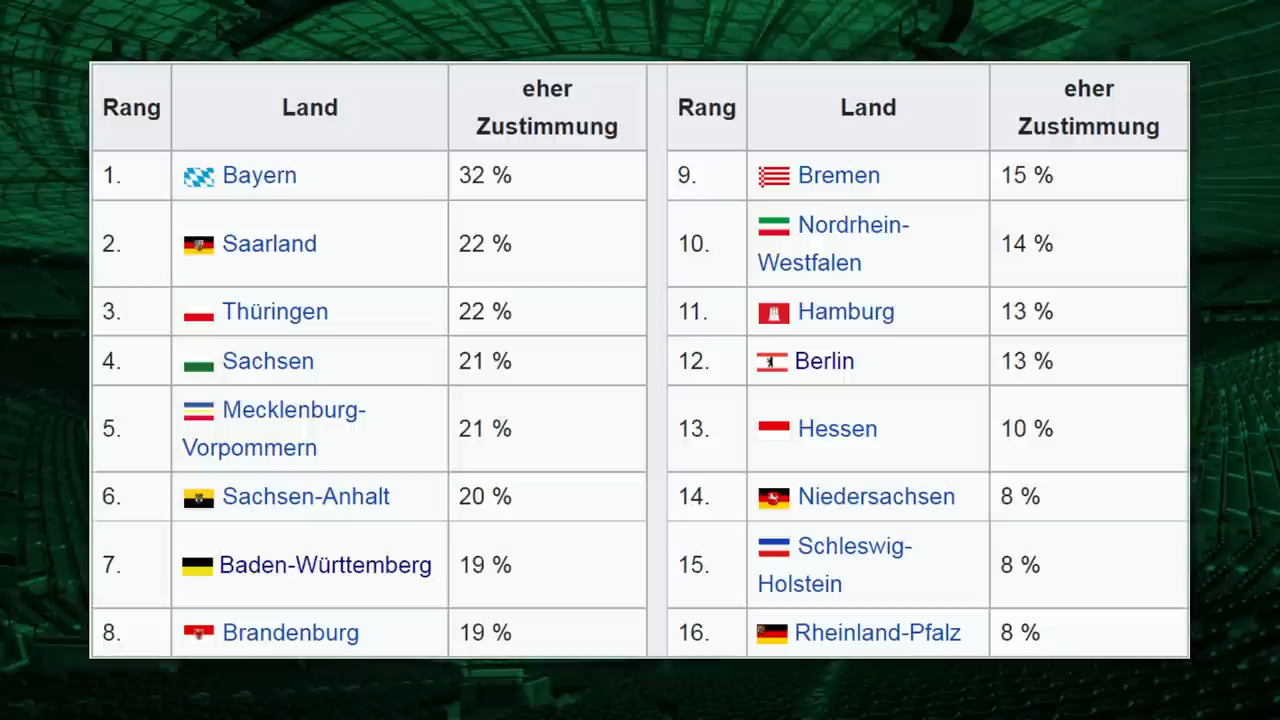 Rang Land eher
Zustimmung
1. Bayern 32 %
2. Saarland 22 %
3. Thüringen 22 %
4. Sachsen 21 %
5. Mecklenburg-
Vorpommern 21 %
6. Sachsen-Anhalt 20 %
7. Baden-Württemberg 19 %
8. Brandenburg 19 %
Rang Land eher
Zustimmung
9. Bremen 15 %
10. Nordrhein-
Westfalen 14 %
11. Hamburg 13 %
12. Berlin 13 %
13. Hessen 10 %
14. Niedersachsen 8 %
15. Schleswig-
Holstein 8 %
16. Rheinland-Pfalz 8 %